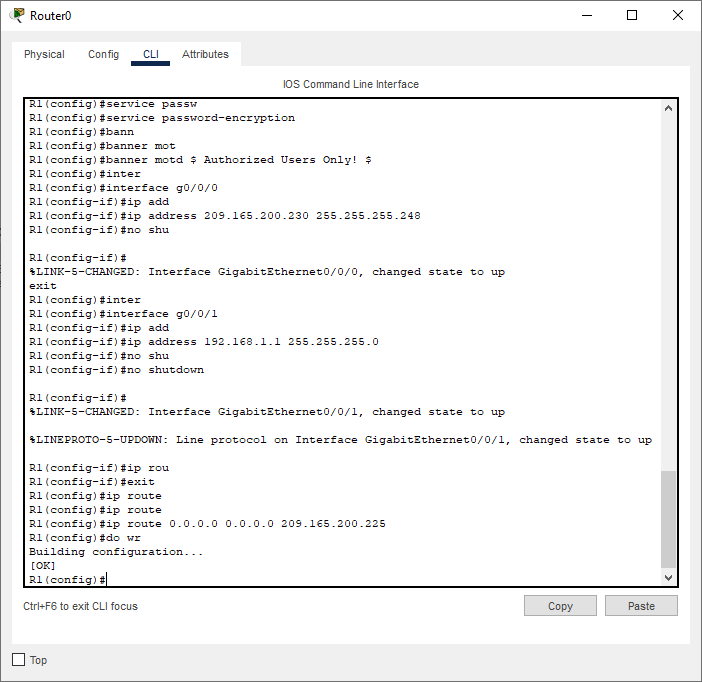 Router0
Physical Config CLI Attributes
IOS Command Line Interface
R1(config)#service passw
R1(config)#service password-encryption
R1(config)#bann
R1(config)#banner mot
R1(config)#banner motd $ Authorized Users Only! $
R1(config)#inter
R1(config)#interface g0/0/0
R1(config-if)#ip add
R1(config-if)#ip address 209.165.200.230 255.255.255.248
R1(config-if)#no shu
R1(config-if)#
%LINK-5-CHANGED: Interface GigabitEthernet0/0/0, changed state to up
exit
R1(config)#inter
R1(config)#interface g0/0/1
R1(config-if)#ip add
R1(config-if)#ip address 192.168.1.1 255.255.255.0
R1(config-if)#no shu
R1(config-if)#no shutdown
R1(config-if)#
%LINK-5-CHANGED: Interface GigabitEthernet0/0/1, changed state to up
%LINEPROTO-5-UPDOWN: Line protocol on Interface GigabitEthernet0/0/1, changed state to up
R1(config-if)#ip rou
R1(config-if)#exit
R1(config)#ip route
R1(config)#ip route
R1(config)#ip route 0.0.0.0 0.0.0.0 209.165.200.225
R1(config)#do wr
Building configuration...
[OK]
R1(config)#
Ctrl+F6 to exit CLI focus
Copy Paste
Top